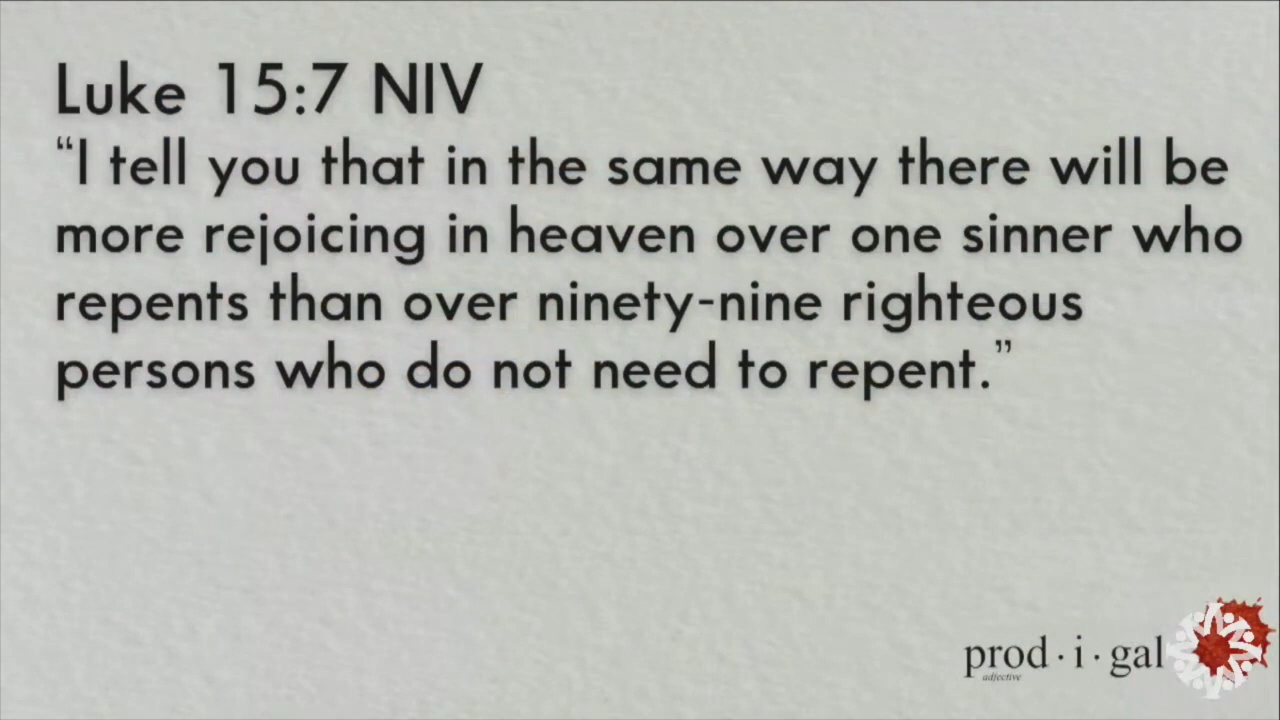 Luke 15:7 NIV
“I tell you that in the same way there will be
more rejoicing in heaven over one sinner who
repents than over ninety-nine righteous
persons who do not need to repent.”
prod · i · gal
adjective